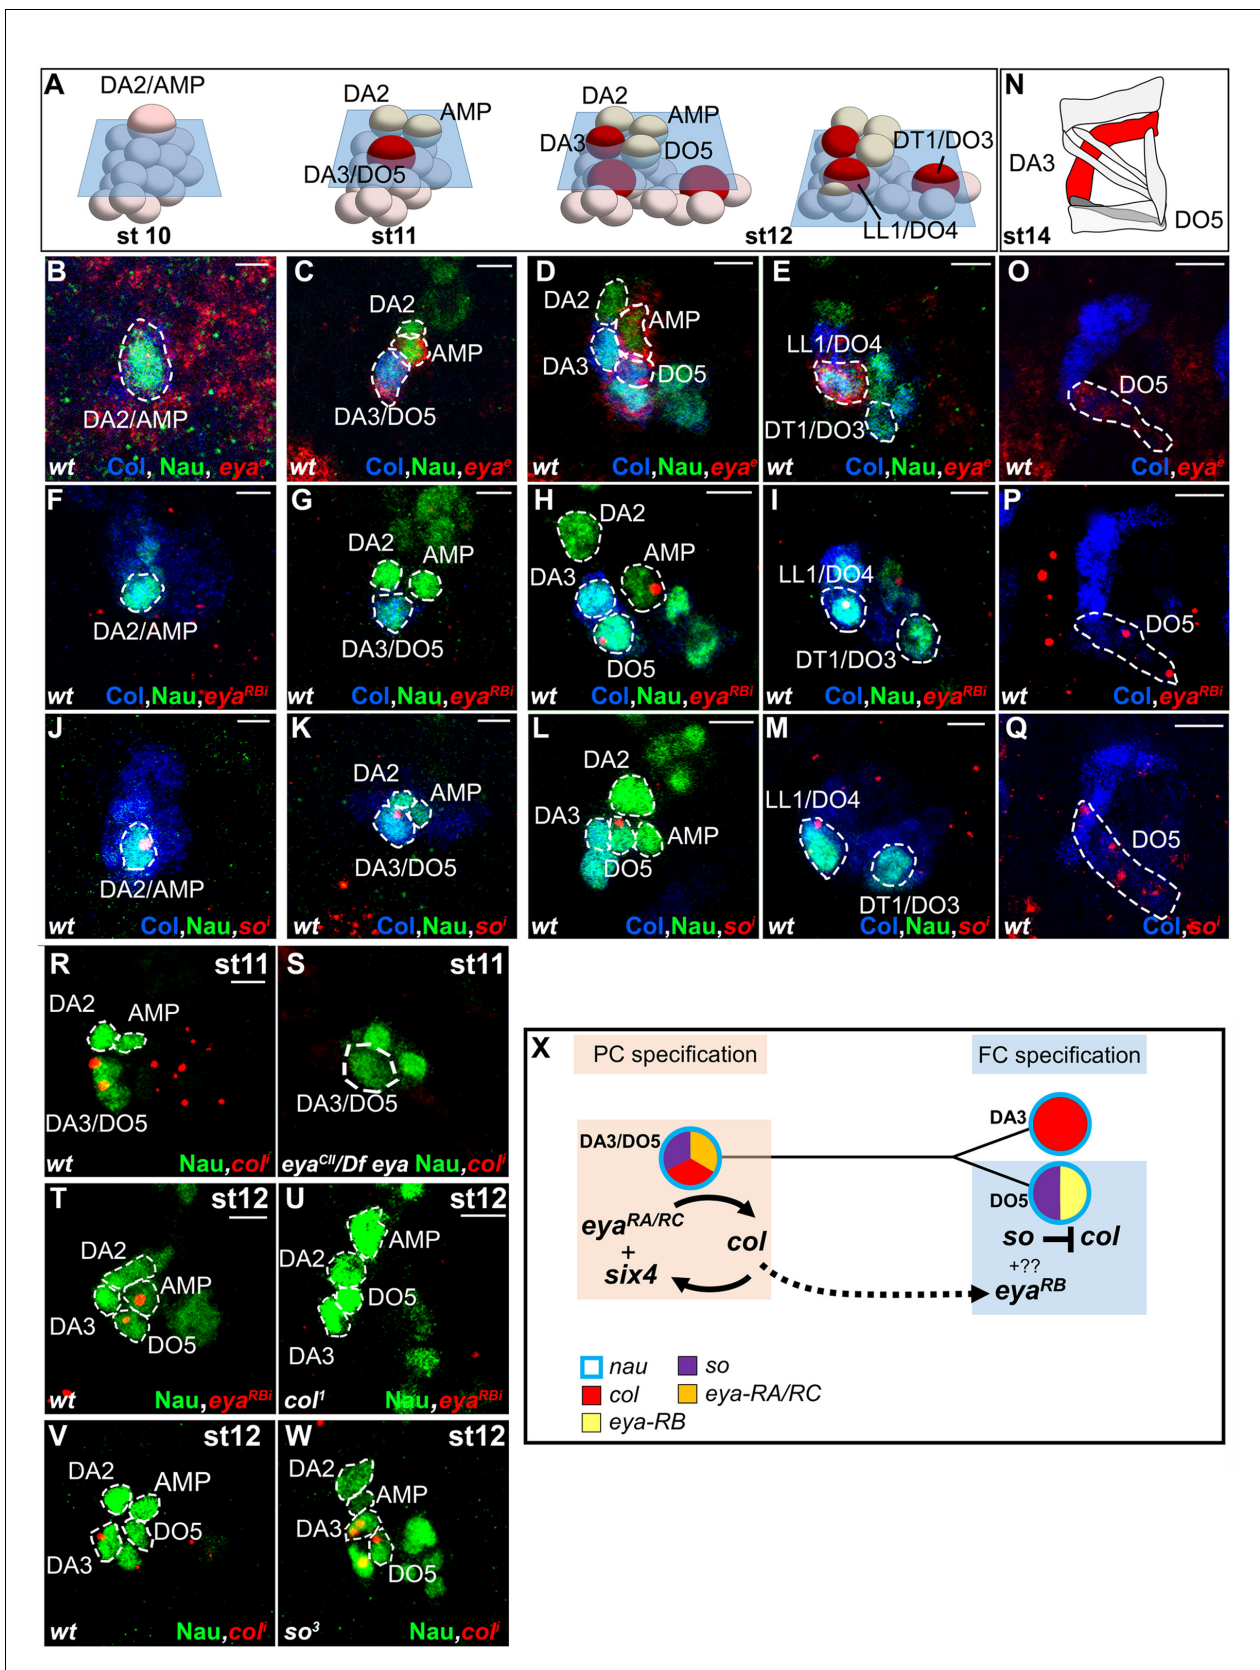 A
DA2/AMP
st 10
DA2
AMP
DA3/DO5
st11
DA2
AMP
DA3
DO5
DT1/DO3
LL1/DO4
st12
N
DA3
DO5
st14
B
DA2/AMP
wt Col, Nau, eyaᵉ
C
DA2
AMP
DA3/DO5
wt Col,Nau,eyaᵉ
D
DA2
AMP
DA3
DO5
wt Col,Nau,eyaᵉ
E
LL1/DO4
DT1/DO3
wt Col,Nau,eyaᵉ
O
DO5
Col,eyaᵉ
F
DA2/AMP
wt Col,Nau,eyaRBi
G
DA2
AMP
DA3/DO5
wt Col,Nau,eyaRBi
H
DA2
AMP
DA3
DO5
wt Col,Nau,eyaRBi
I
LL1/DO4
DT1/DO3
wt Col,Nau,eyaRBi
P
DO5
wt Col,eyaRBi
J
DA2/AMP
wt Col,Nau,soi
K
DA2
AMP
DA3/DO5
wt Col,Nau,soi
L
DA2
DA3
AMP
DO5
wt Col,Nau,soi
M
LL1/DO4
DT1/DO3
wt Col,Nau,soi
Q
DO5
wt Col,soi
R
st11
DA2
AMP
DA3/DO5
wt Nau,coli
S
st11
DA3/DO5
eyaCII/Df eya Nau,coli
T
st12
DA2
AMP
DA3
DO5
wt Nau,eyaRBi
U
st12
AMP
DA2
DO5
DA3
col1 Nau,eyaRBi
V
st12
DA2
AMP
DO5
DA3
wt Nau,coli
W
st12
DA2
AMP
DA3
DO5
so3 Nau,coli
X
PC specification
FC specification
DA3
DA3/DO5
DO5
eyaRA/RC
+
six4
col
so col
+??
eyaRB
nau
so
col
eya-RA/RC
eya-RB